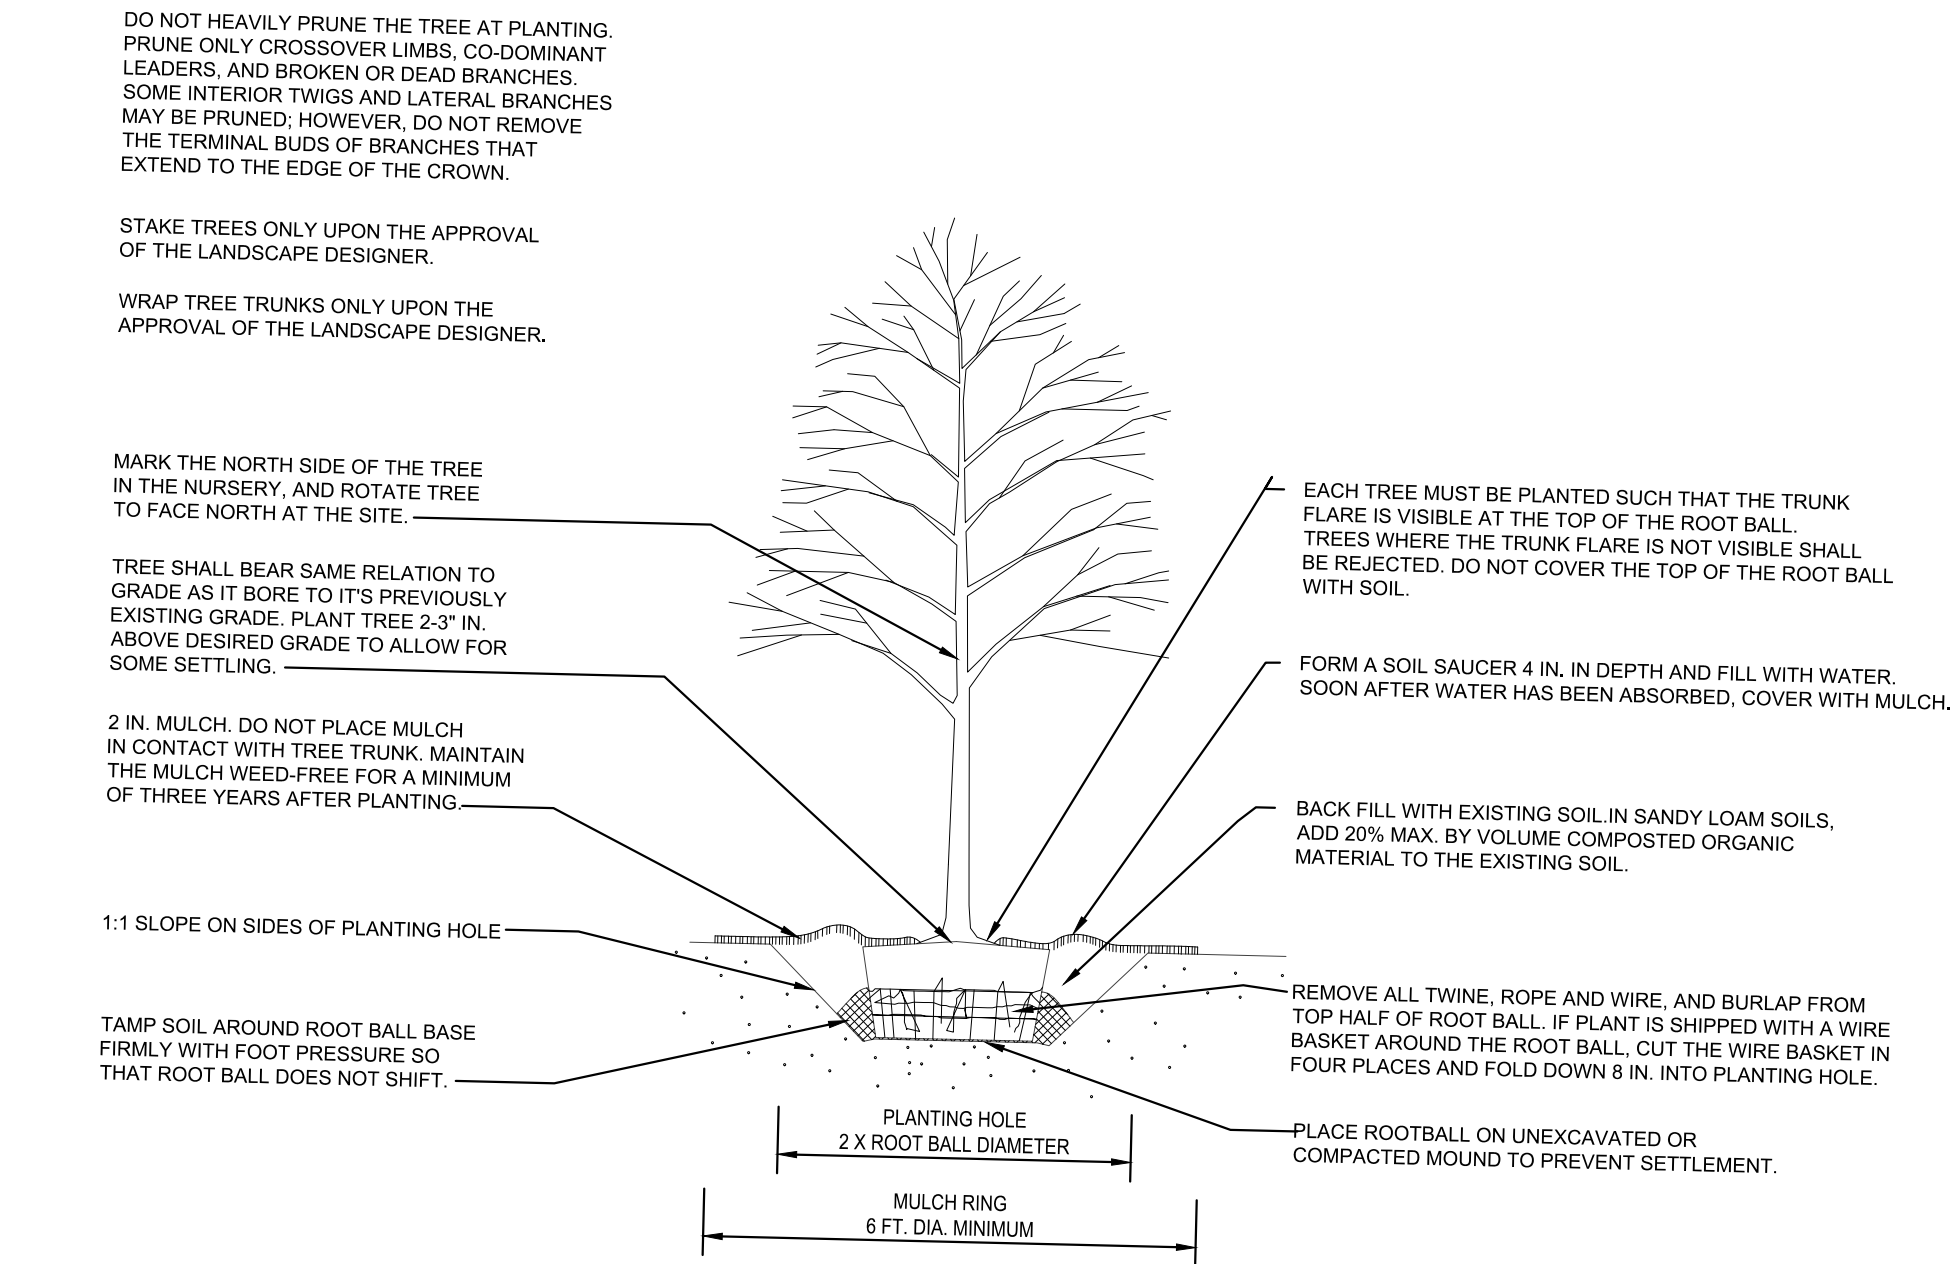 DO NOT HEAVILY PRUNE THE TREE AT PLANTING.
PRUNE ONLY CROSSOVER LIMBS, CO-DOMINANT
LEADERS, AND BROKEN OR DEAD BRANCHES.
SOME INTERIOR TWIGS AND LATERAL BRANCHES
MAY BE PRUNED; HOWEVER, DO NOT REMOVE
THE TERMINAL BUDS OF BRANCHES THAT
EXTEND TO THE EDGE OF THE CROWN.
STAKE TREES ONLY UPON THE APPROVAL
OF THE LANDSCAPE DESIGNER.
WRAP TREE TRUNKS ONLY UPON THE
APPROVAL OF THE LANDSCAPE DESIGNER.
MARK THE NORTH SIDE OF THE TREE
IN THE NURSERY, AND ROTATE TREE
TO FACE NORTH AT THE SITE.
TREE SHALL BEAR SAME RELATION TO
GRADE AS IT BORE TO IT'S PREVIOUSLY
EXISTING GRADE. PLANT TREE 2-3" IN.
ABOVE DESIRED GRADE TO ALLOW FOR
SOME SETTLING.
2 IN. MULCH. DO NOT PLACE MULCH
IN CONTACT WITH TREE TRUNK. MAINTAIN
THE MULCH WEED-FREE FOR A MINIMUM
OF THREE YEARS AFTER PLANTING.
1:1 SLOPE ON SIDES OF PLANTING HOLE
TAMP SOIL AROUND ROOT BALL BASE
FIRMLY WITH FOOT PRESSURE SO
THAT ROOT BALL DOES NOT SHIFT.
EACH TREE MUST BE PLANTED SUCH THAT THE TRUNK
FLARE IS VISIBLE AT THE TOP OF THE ROOT BALL.
TREES WHERE THE TRUNK FLARE IS NOT VISIBLE SHALL
BE REJECTED. DO NOT COVER THE TOP OF THE ROOT BALL
WITH SOIL.
FORM A SOIL SAUCER 4 IN. IN DEPTH AND FILL WITH WATER.
SOON AFTER WATER HAS BEEN ABSORBED, COVER WITH MULCH.
BACK FILL WITH EXISTING SOIL.IN SANDY LOAM SOILS,
ADD 20% MAX. BY VOLUME COMPOSTED ORGANIC
MATERIAL TO THE EXISTING SOIL.
REMOVE ALL TWINE, ROPE AND WIRE, AND BURLAP FROM
TOP HALF OF ROOT BALL. IF PLANT IS SHIPPED WITH A WIRE
BASKET AROUND THE ROOT BALL, CUT THE WIRE BASKET IN
FOUR PLACES AND FOLD DOWN 8 IN. INTO PLANTING HOLE.
PLACE ROOTBALL ON UNEXCAVATED OR
COMPACTED MOUND TO PREVENT SETTLEMENT.
PLANTING HOLE
2 X ROOT BALL DIAMETER
MULCH RING
6 FT. DIA. MINIMUM